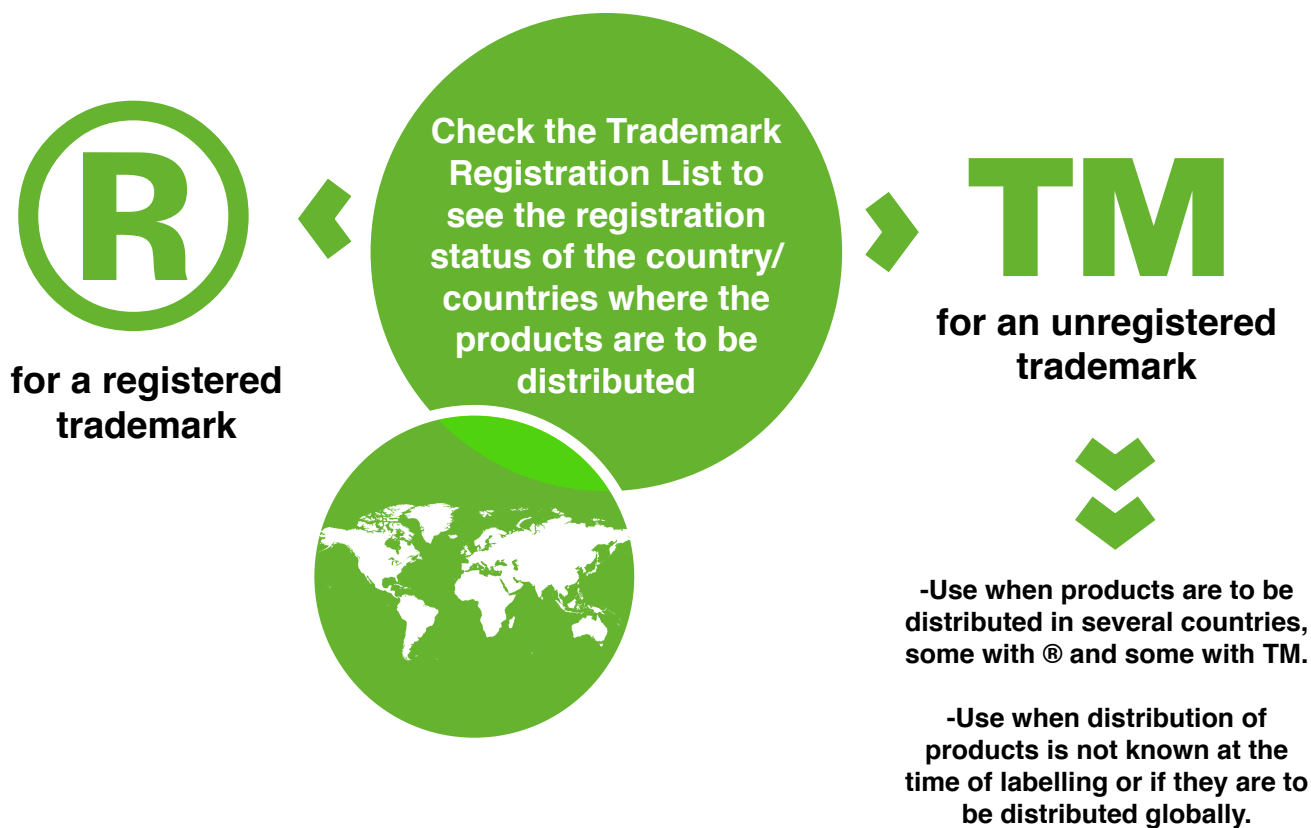 R
for a registered
trademark
Check the Trademark
Registration List to
see the registration
status of the country/
countries where the
products are to be
distributed
TM
for an unregistered
trademark
-Use when products are to be
distributed in several countries,
some with ® and some with TM.
-Use when distribution of
products is not known at the
time of labelling or if they are to
be distributed globally.